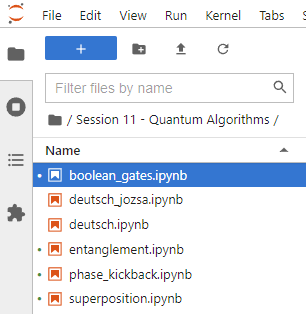 File Edit View Run Kernel Tabs S
+
Filter files by name
/ Session 11 - Quantum Algorithms /
Name
boolean_gates.ipynb
deutsch_jozsa.ipynb
deutsch.ipynb
entanglement.ipynb
phase_kickback.ipynb
superposition.ipynb